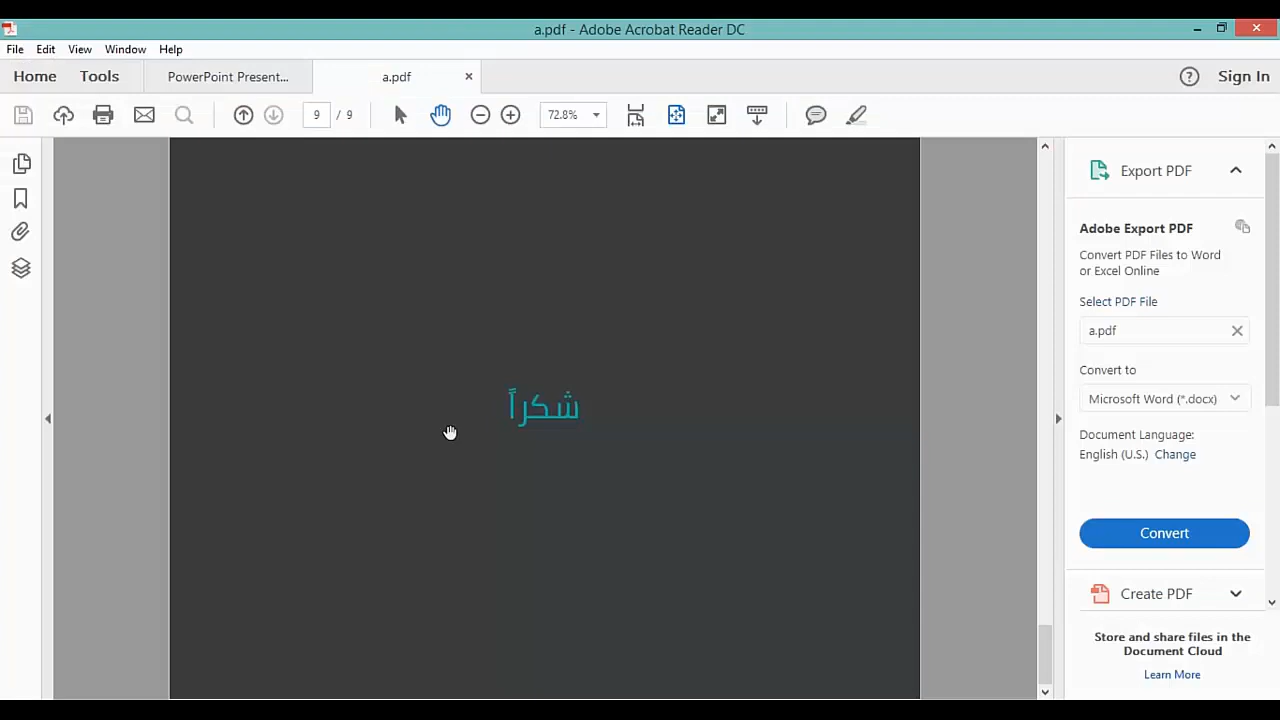 a.pdf - Adobe Acrobat Reader DC
File Edit View Window Help
Home Tools PowerPoint Present... a.pdf Sign In
9 / 9 72.8%
Export PDF
Adobe Export PDF
Convert PDF Files to Word
or Excel Online
Select PDF File
a.pdf
Convert to
Microsoft Word (*.docx)
Document Language:
English (U.S.) Change
Convert
Create PDF
Store and share files in the
Document Cloud
Learn More
شكراً